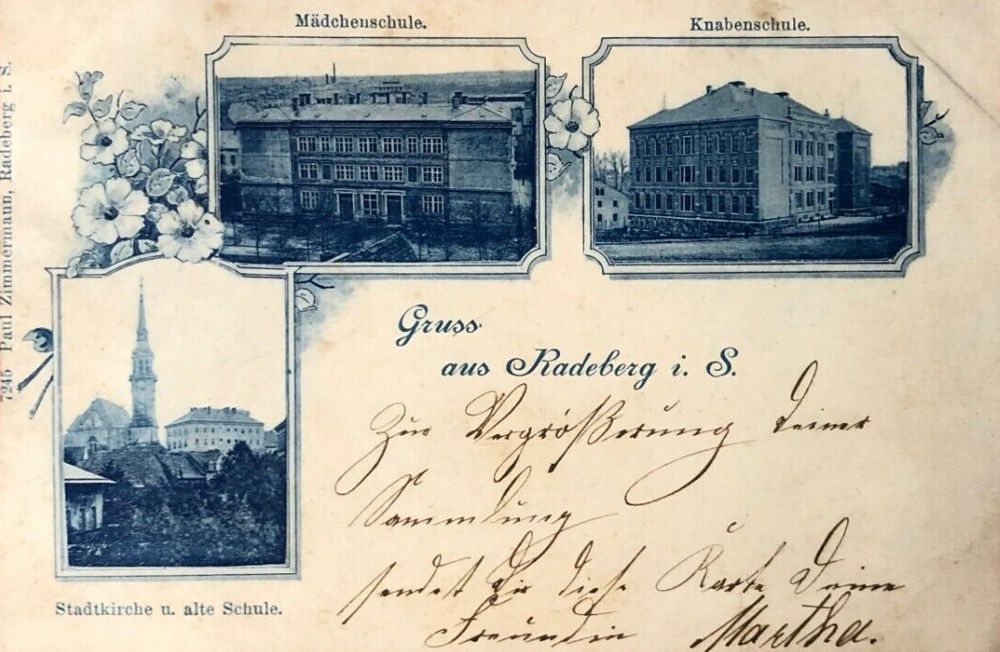 Mädchenschule.
Knabenschule.
7245 Paul Zimmermann, Radeberg i. S.
Gruss
aus Radeberg i. S.
Zur Vergrößerung deiner
Sammlung
sendet dir diese Karte Deine
Freundin Martha.
Stadtkirche u. alte Schule.